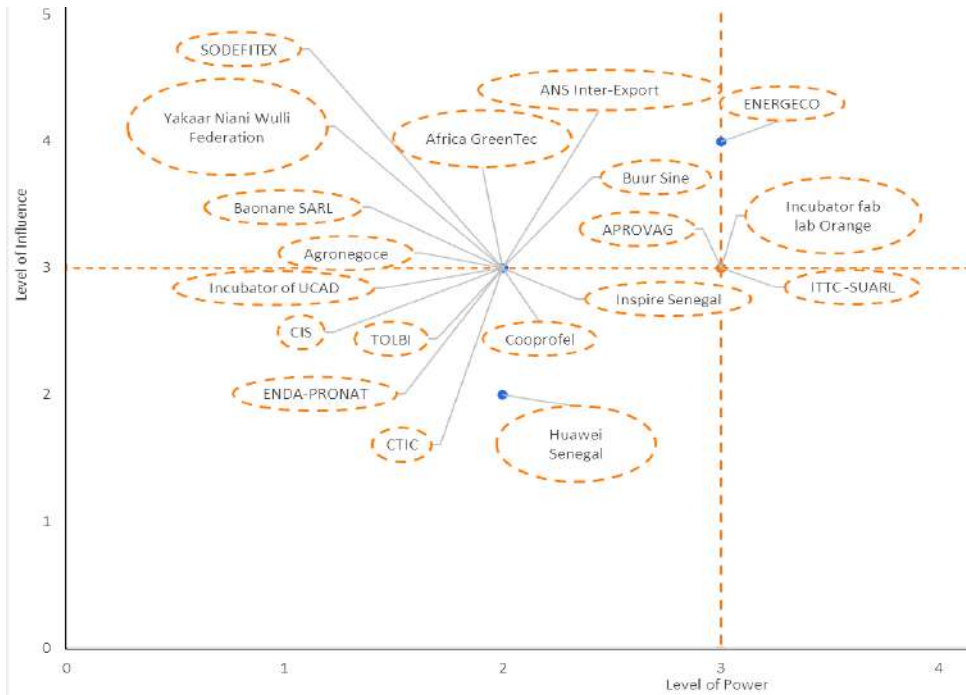 5
SODEFITEX
ANS Inter-Export
ENERGECO
Yakaar Niani Wulli
Federation
Africa GreenTec
4
Buur Sine
Baonane SARL
Incubator fab
lab Orange
APROVAG
Agronegoce
Level of Influence
3
Incubator of UCAD
Inspire Senegal
ITTC-SUARL
CIS
TOLBI
Cooprofel
2
ENDA-PRONAT
CTIC
Huawei
Senegal
1
0
0
1
2
3
4
Level of Power